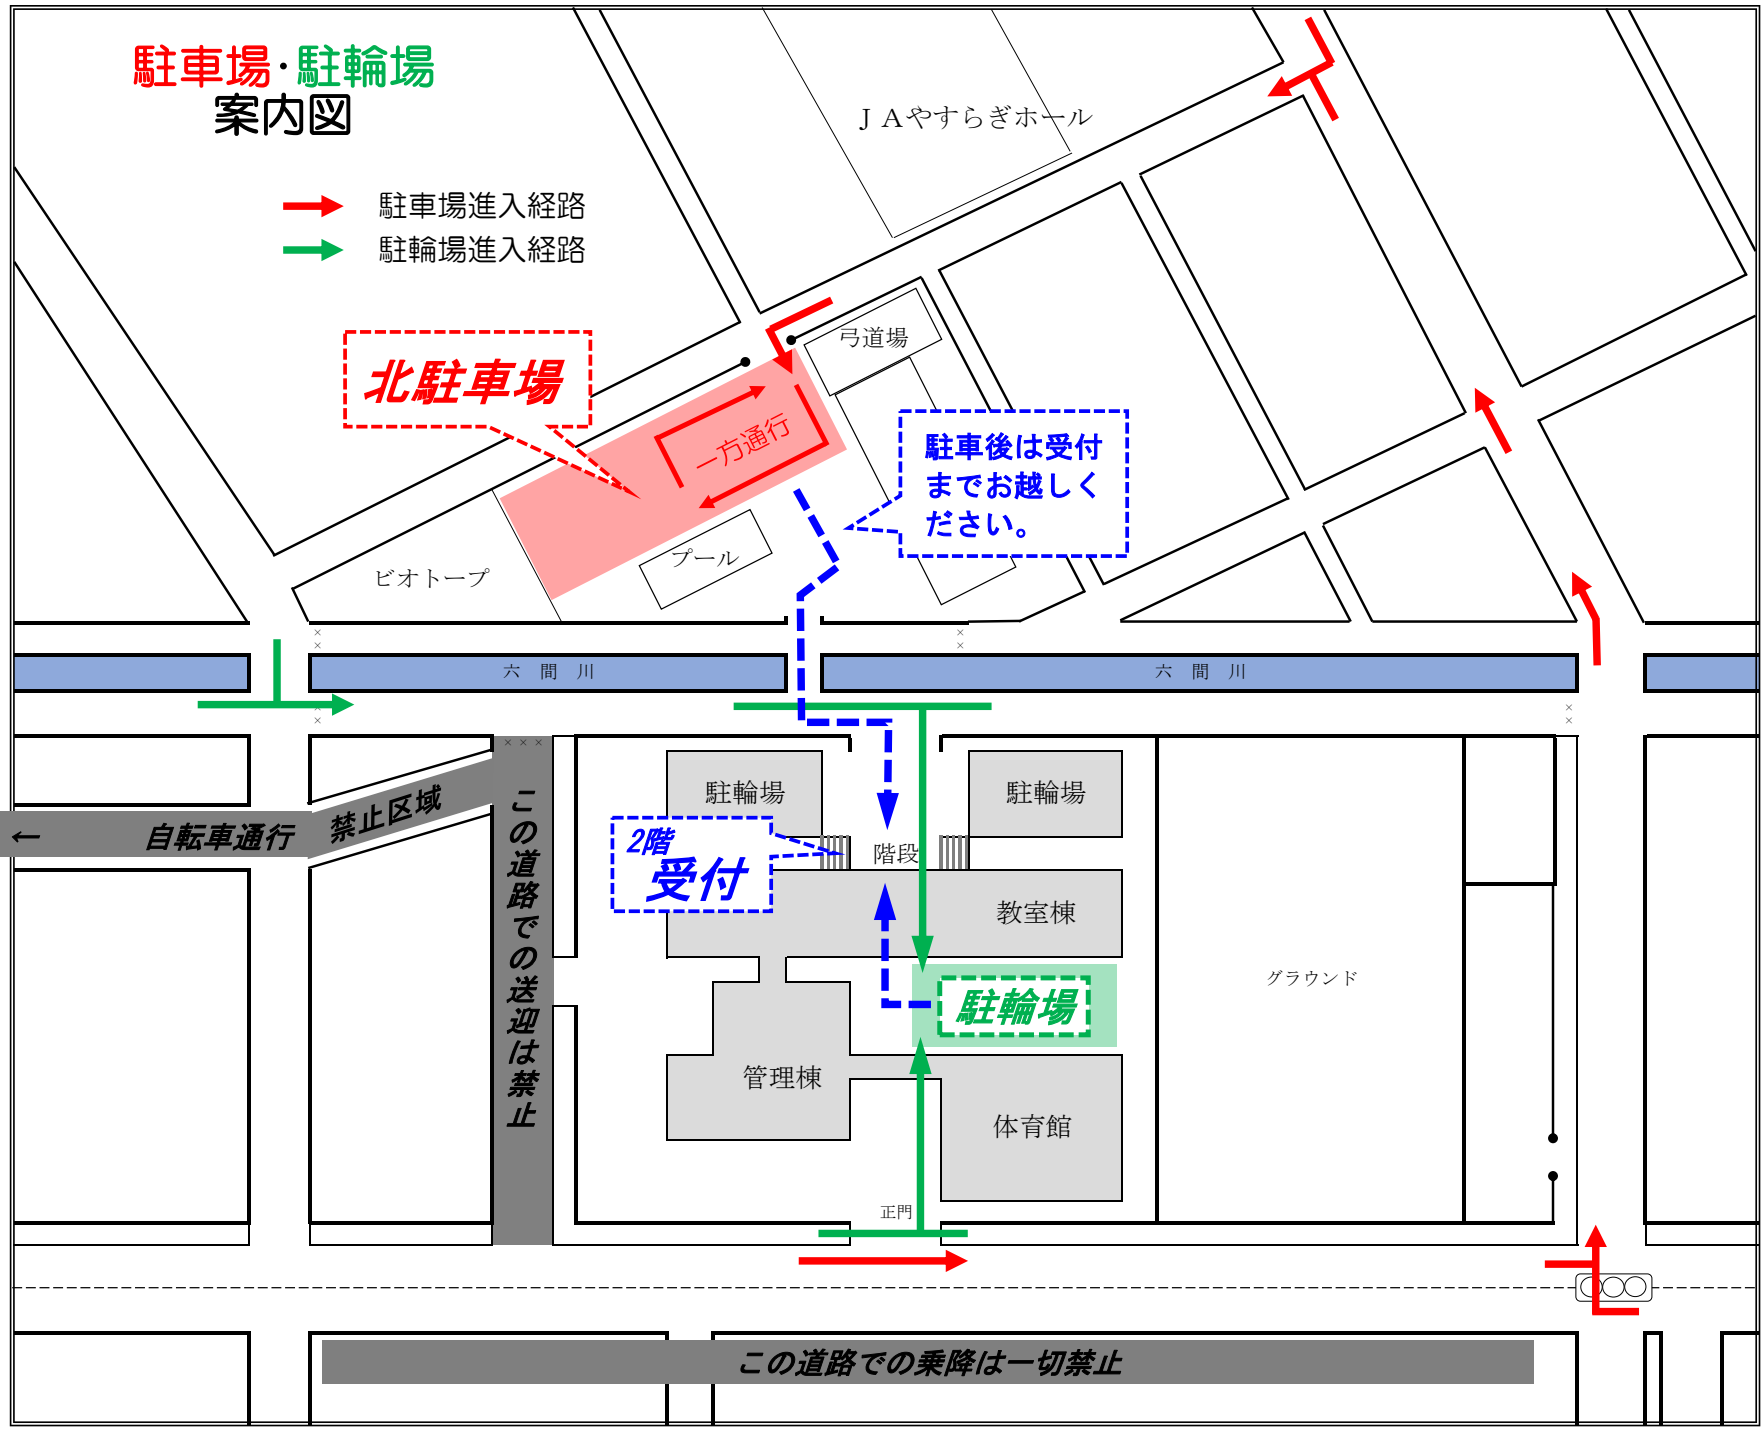 駐車場・駐輪場
案内図
駐車場進入経路
駐輪場進入経路
ＪＡやすらぎホール
弓道場
北駐車場
一方通行
駐車後は受付
までお越しく
ださい。
プール
ビオトープ
六　間　川
六　間　川
駐輪場
駐輪場
2階
受付
階段
教室棟
← 自転車通行
禁止区域
この道路での送迎は禁止
駐輪場
グラウンド
管理棟
体育館
正門
この道路での乗降は一切禁止